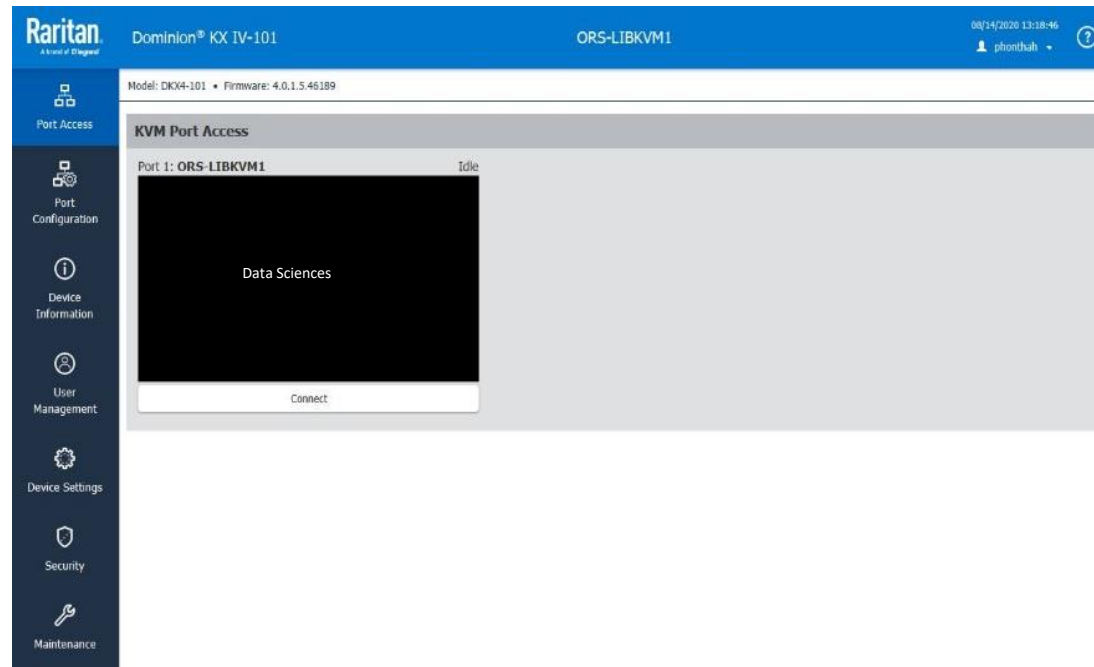 Raritan.
A brand of Legrand
Dominion® KX IV-101
ORS-LIBKVM1
08/14/2020 13:18:46
phonthah
Model: DKX4-101 • Firmware: 4.0.1.5.46189
Port Access
Port
Configuration
Device
Information
User
Management
Device Settings
Security
Maintenance
KVM Port Access
Port 1: ORS-LIBKVM1 Idle
Data Sciences
Connect